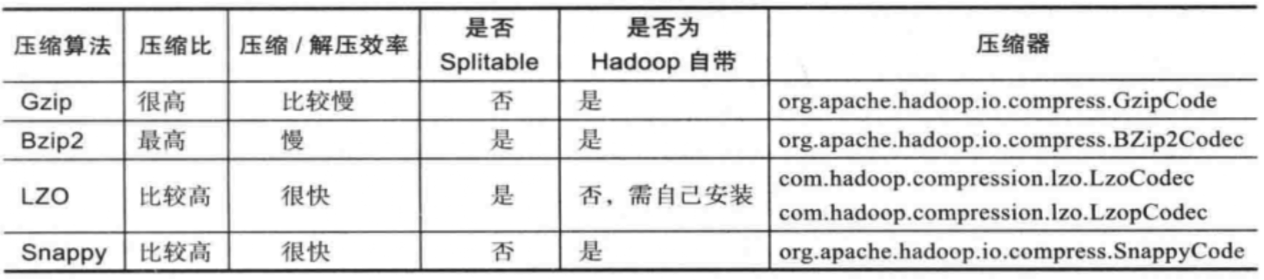 压缩算法 压缩比 压缩 / 解压效率 是否 Splitable 是否为 Hadoop 自带 压缩器
Gzip 很高 比较慢 否 是 org.apache.hadoop.io.compress.GzipCode
Bzip2 最高 慢 是 是 org.apache.hadoop.io.compress.BZip2Codec
LZO 比较高 很快 是 否，需自己安装 com.hadoop.compression.lzo.LzoCodec
com.hadoop.compression.lzo.LzopCodec
Snappy 比较高 很快 否 是 org.apache.hadoop.io.compress.SnappyCode